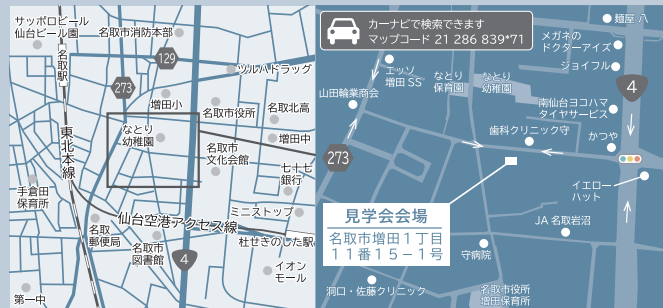 サッポロビール
仙台ビール園
名取市消防本部
名取駅
129
273
ツルハドラッグ
増田小
名取市役所
名取北高
なとり
幼稚園
増田中
東北本線
名取市
文化会館
七十七
銀行
手倉田
保育所
ミニストップ
仙台空港アクセス線
名取
郵便局
名取市
図書館
杜せきのした駅
4
イオン
モール
第一中
カーナビで検索できます
マップコード 21 286 839*71
麺屋 八
メガネの
ドクターアイズ
エッソ
増田 SS
なとり
保育園
なとり
幼稚園
ジョイフル
4
山田輪業商会
南仙台ヨコハマ
タイヤサービス
歯科クリニック守
かつや
273
イエロー
ハット
見学会会場
名取市増田1丁目
11番15－1号
JA 名取岩沼
守病院
洞口・佐藤クリニック
名取市役所
増田保育所